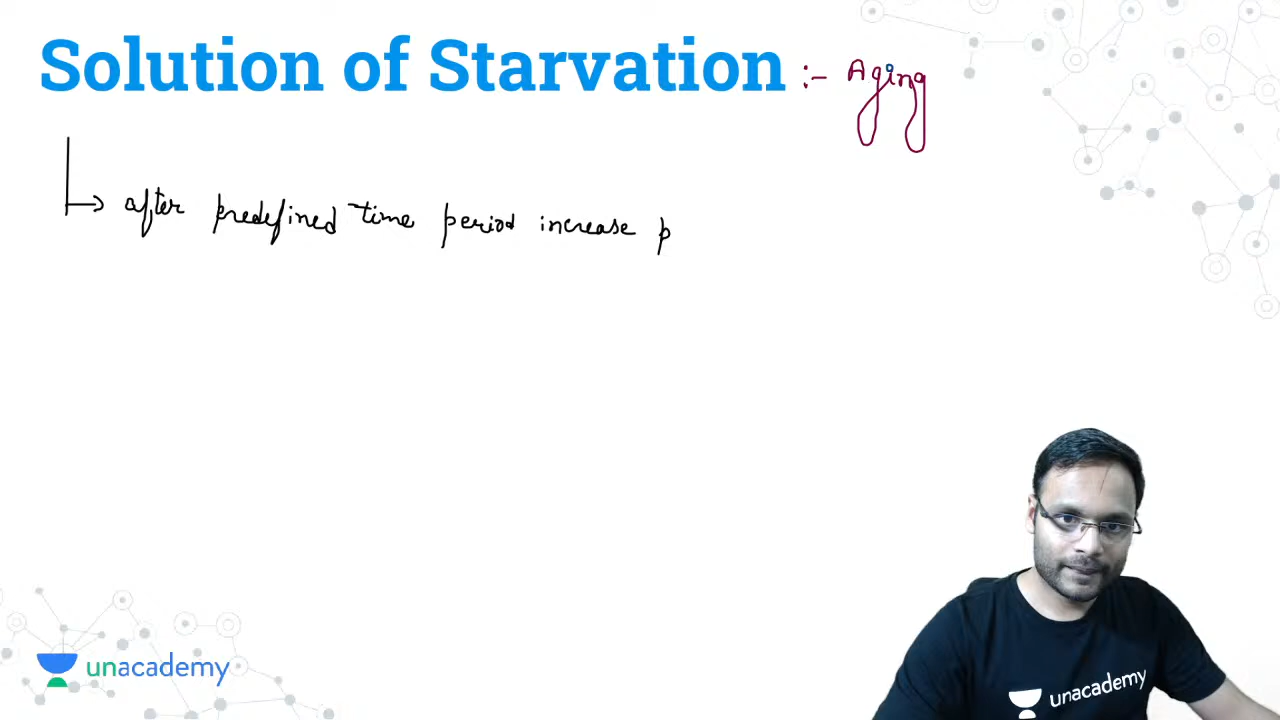 Solution of Starvation :- Aging
after predefined time period increase p
unacademy
unacademy